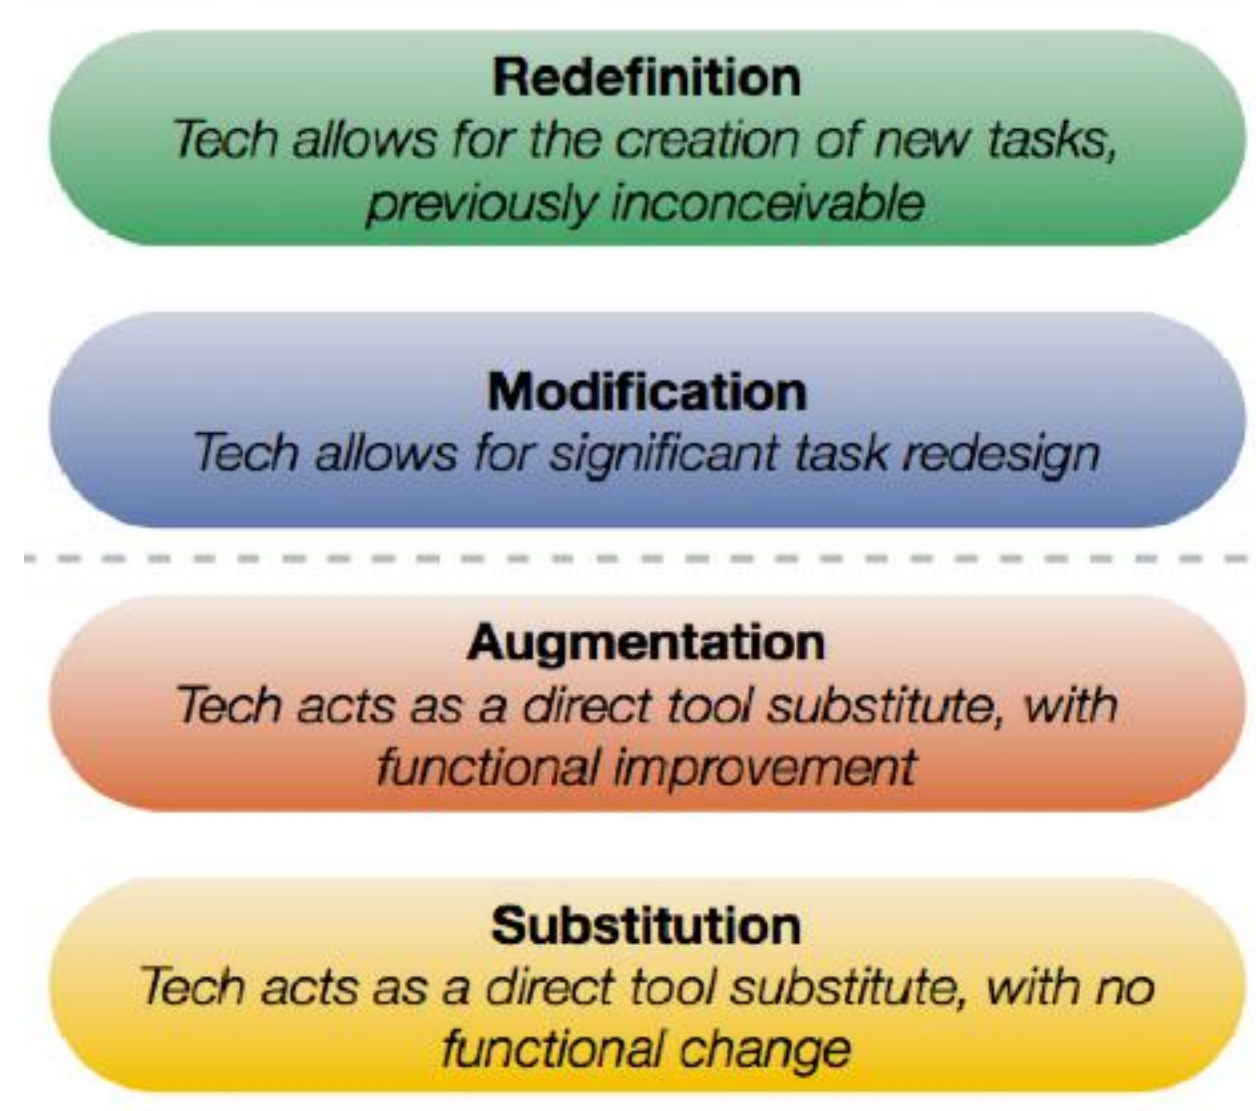 Redefinition
Tech allows for the creation of new tasks,
previously inconceivable
Modification
Tech allows for significant task redesign
Augmentation
Tech acts as a direct tool substitute, with
functional improvement
Substitution
Tech acts as a direct tool substitute, with no
functional change